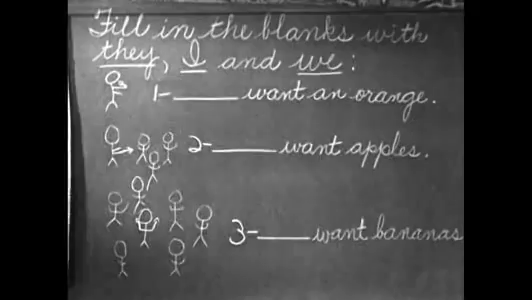 Fill in the blanks with
they, I and we:
1-______ want an orange.
2-______ want apples.
3-______ want bananas